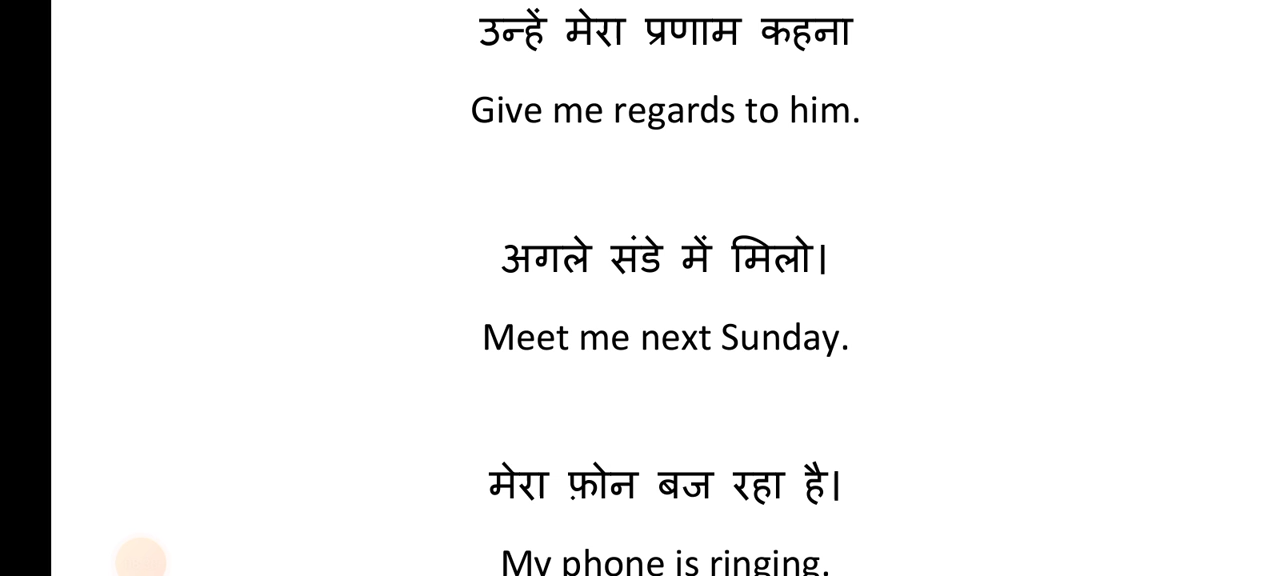 उन्हें मेरा प्रणाम कहना
Give me regards to him.
अगले संडे में मिलो।
Meet me next Sunday.
मेरा फ़ोन बज रहा है।
My phone is ringing.